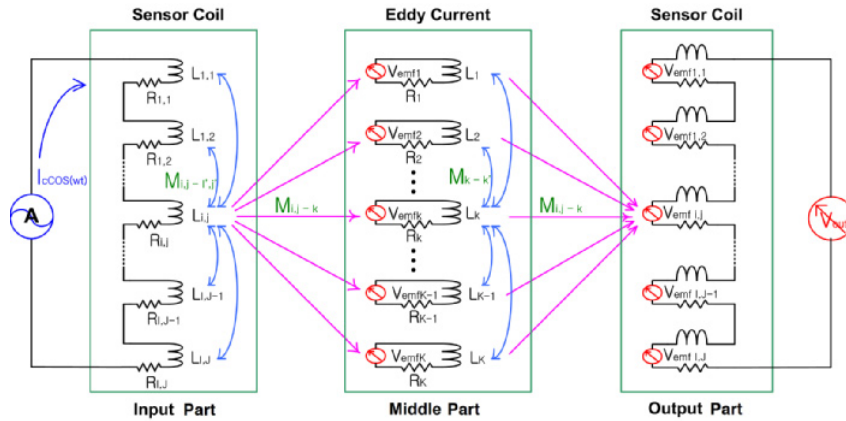 Sensor Coil
Eddy Current
Sensor Coil
L1,1
R1,1
L1,2
R1,2
Mi,j-i',j'
Li,j
Ri,j
LI,J-1
RI,J-1
LI,J
RI,J
IcCOS(wt)
A
Mi,j-k
Vemf1
L1
R1
Vemf2
L2
R2
Mk-k'
Vemfk
Lk
Rk
VemfK-1
LK-1
RK-1
VemfK
LK
RK
Mi,j-k
Vemf1,1
Vemf1,2
Vemf i,j
Vemf I,J-1
Vemf I,J
Vout
Input Part
Middle Part
Output Part